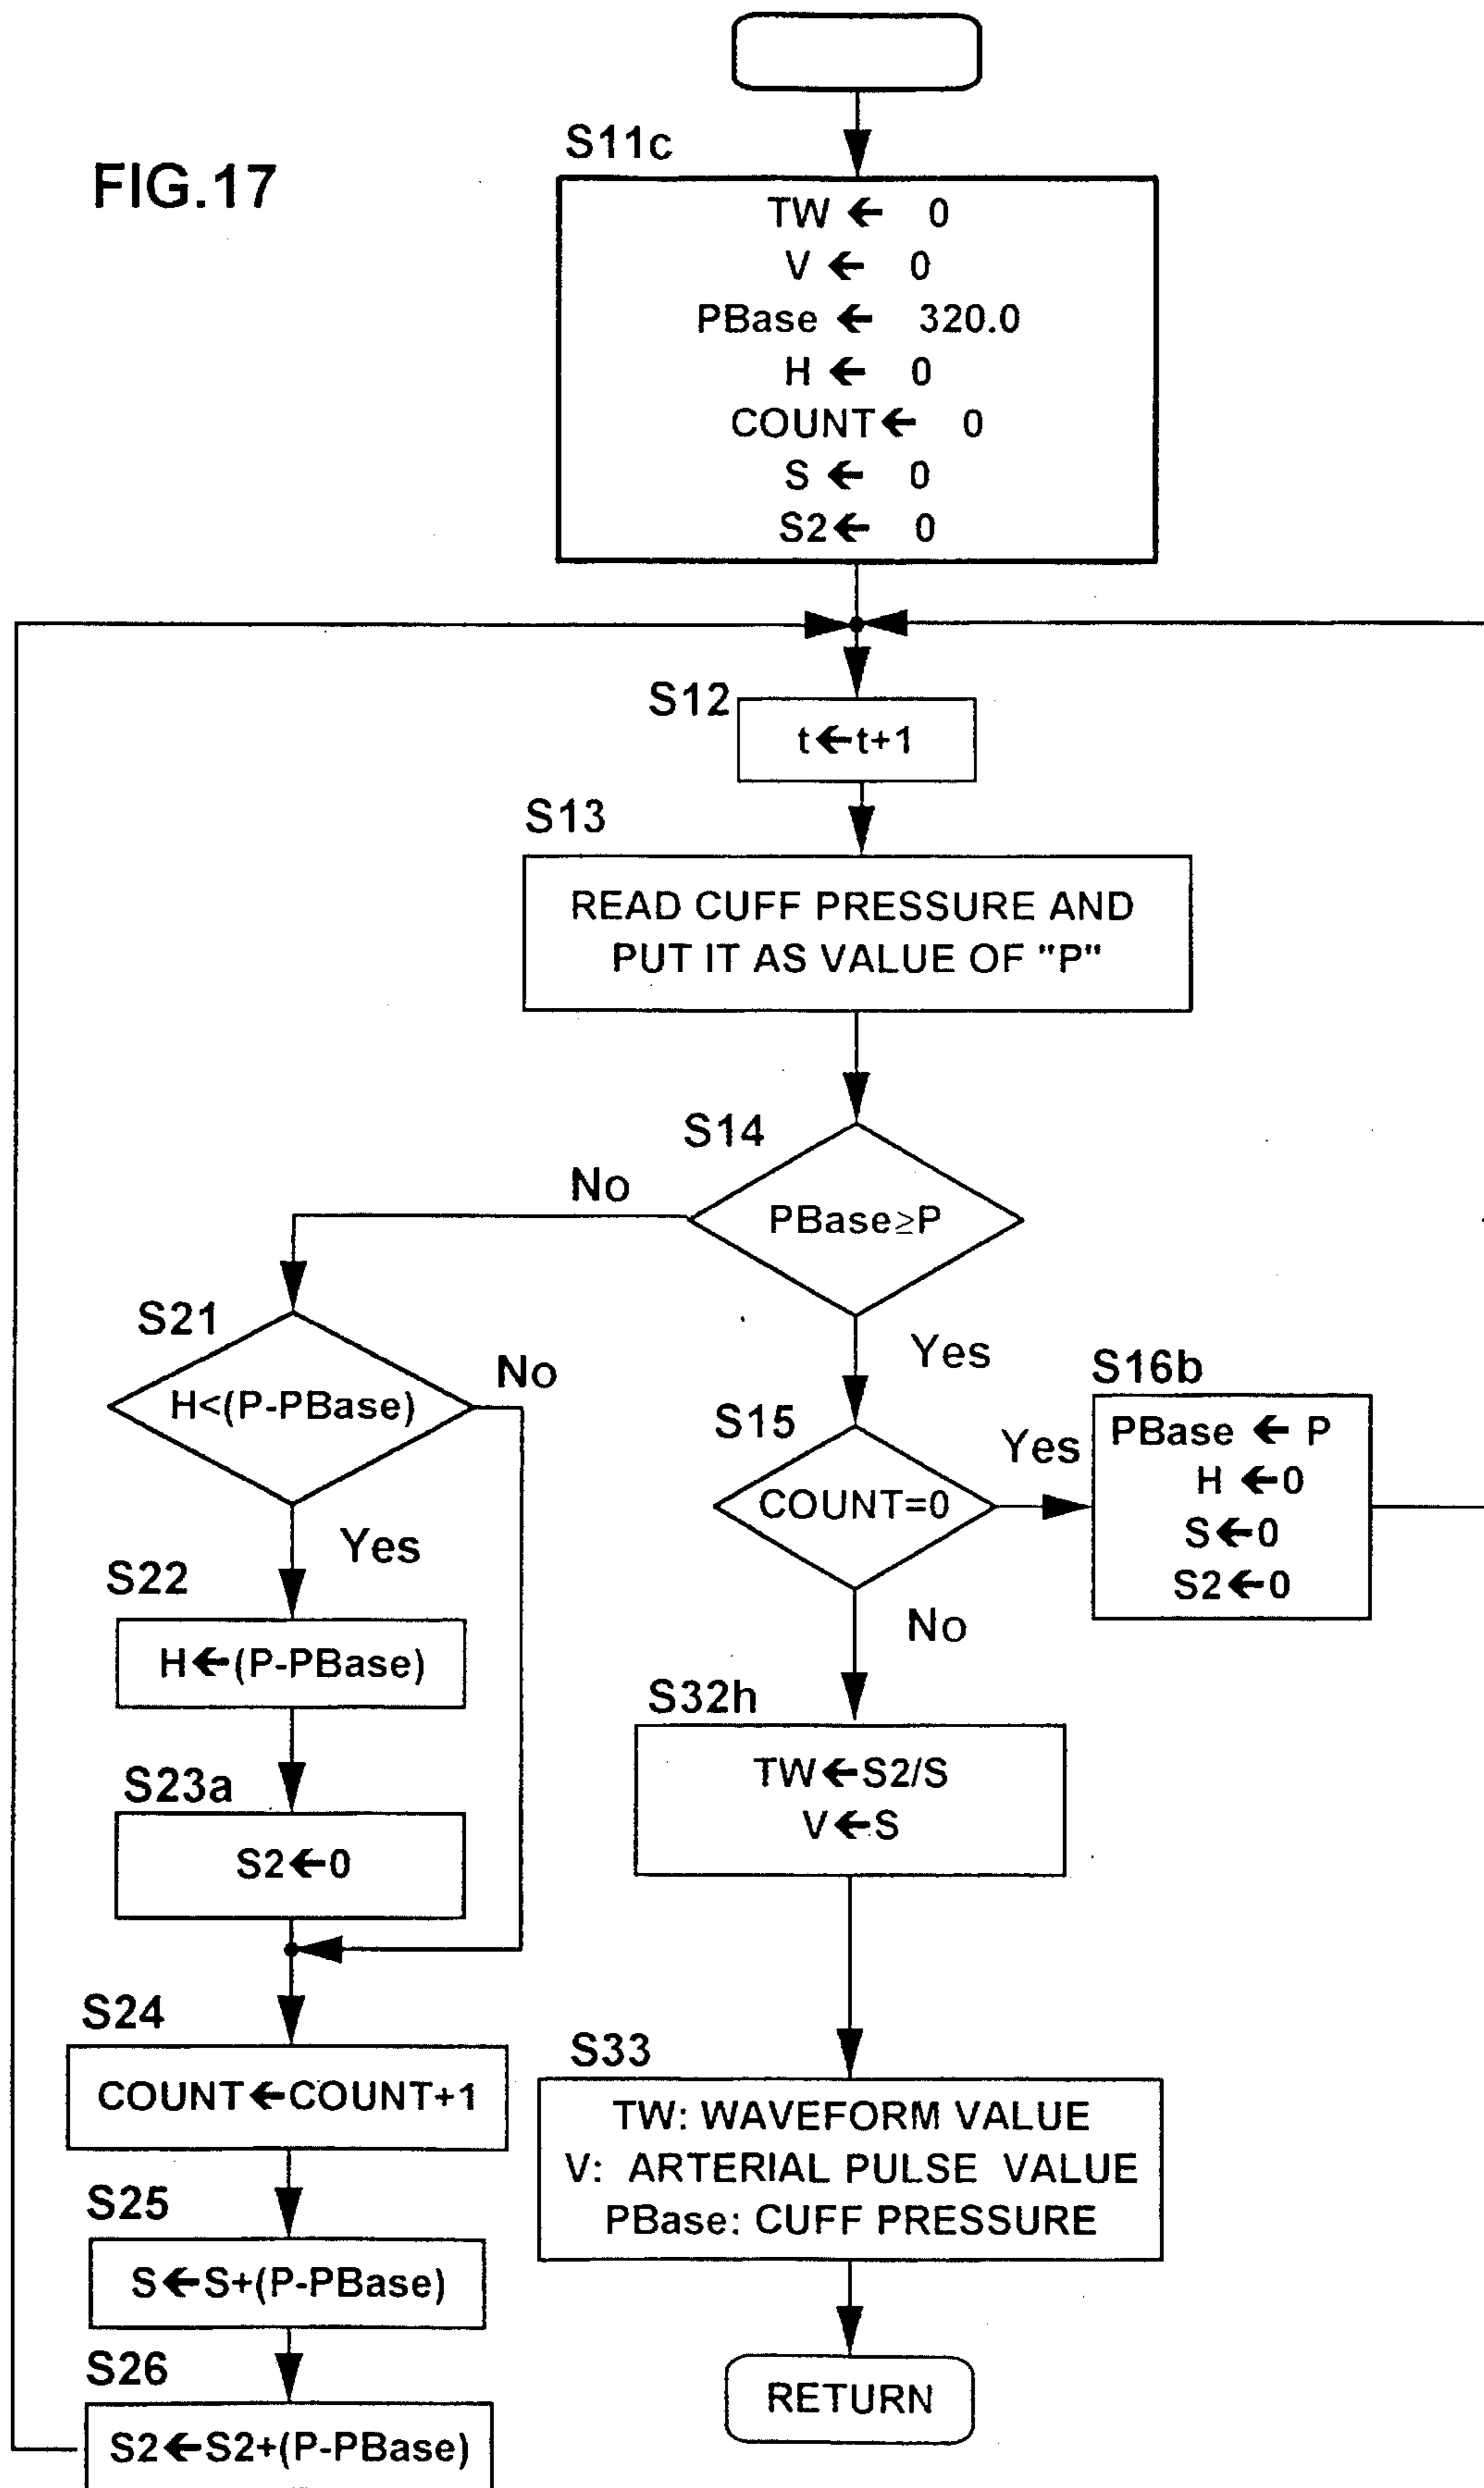 FIG.17
S11c
TW ← 0
V ← 0
PBase ← 320.0
H ← 0
COUNT← 0
S ← 0
S2← 0
S12
t←t+1
S13
READ CUFF PRESSURE AND
PUT IT AS VALUE OF "P"
S14
PBase≥P
No
Yes
S21
H<(P-PBase)
No
Yes
S22
H←(P-PBase)
S23a
S2←0
S24
COUNT←COUNT+1
S25
S←S+(P-PBase)
S26
S2←S2+(P-PBase)
S15
COUNT=0
Yes
No
S16b
PBase ← P
H ←0
S←0
S2←0
S32h
TW←S2/S
V←S
S33
TW: WAVEFORM VALUE
V: ARTERIAL PULSE VALUE
PBase: CUFF PRESSURE
RETURN